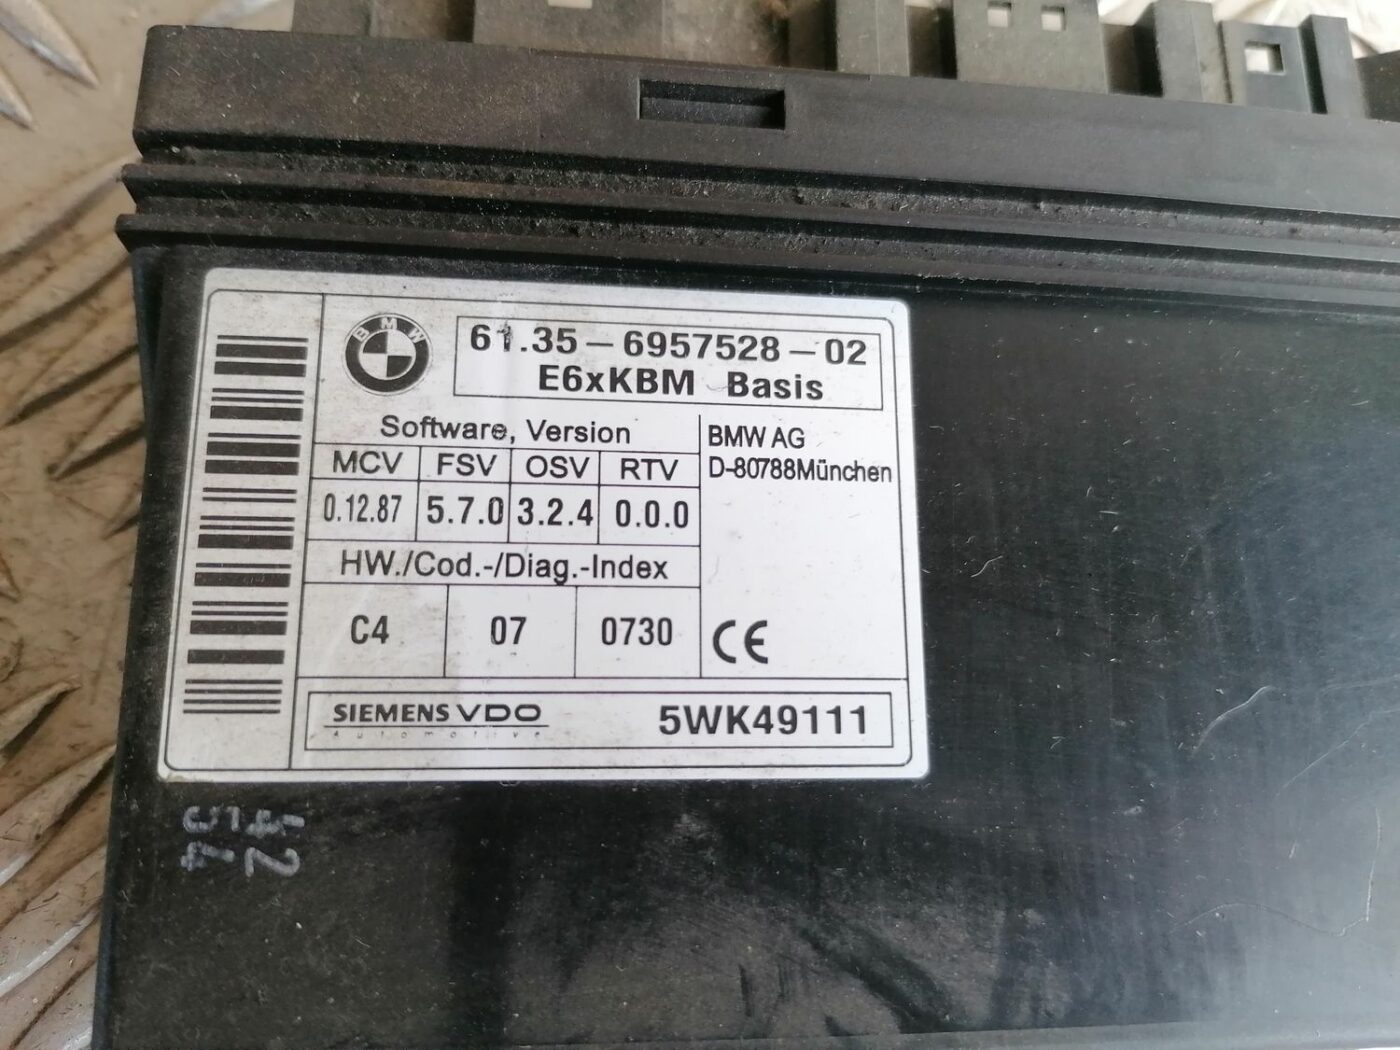 BMW
61.35-6957528-02
E6xKBM Basis
Software, Version
MCV FSV OSV RTV
0.12.87 5.7.0 3.2.4 0.0.0
BMW AG
D-80788München
HW./Cod.-/Diag.-Index
C4 07 0730
CE
SIEMENS VDO
Automotive
5WK49111